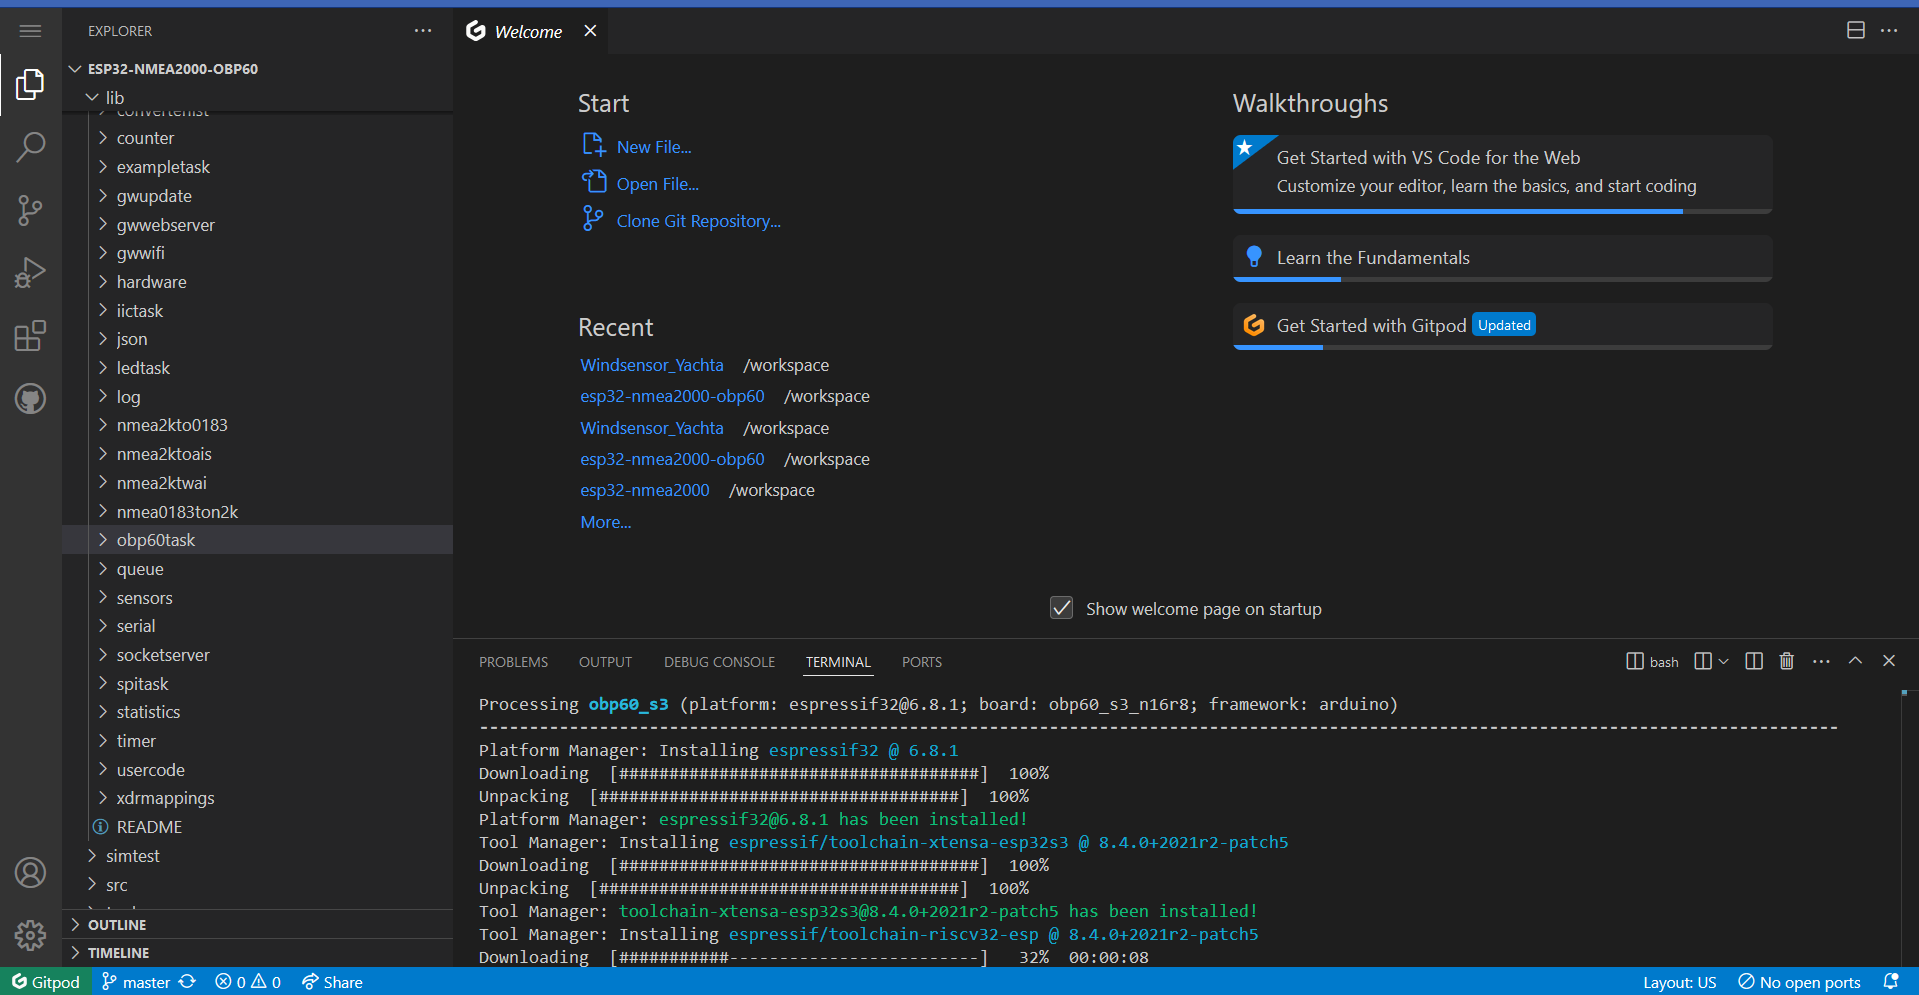 EXPLORER
ESP32-NMEA2000-OBP60
lib
converterlist
counter
exampletask
gwupdate
gwwebserver
gwwifi
hardware
iictask
json
ledtask
log
nmea2kto0183
nmea2ktoais
nmea2ktwai
nmea0183ton2k
obp60task
queue
sensors
serial
socketserver
spitask
statistics
timer
usercode
xdrmappings
README
simtest
src
OUTLINE
TIMELINE
Welcome
Start
New File...
Open File...
Clone Git Repository...
Recent
Windsensor_Yachta /workspace
esp32-nmea2000-obp60 /workspace
Windsensor_Yachta /workspace
esp32-nmea2000-obp60 /workspace
esp32-nmea2000 /workspace
More...
Walkthroughs
Get Started with VS Code for the Web
Customize your editor, learn the basics, and start coding
Learn the Fundamentals
Get Started with Gitpod Updated
Show welcome page on startup
PROBLEMS OUTPUT DEBUG CONSOLE TERMINAL PORTS bash
Processing obp60_s3 (platform: espressif32@6.8.1; board: obp60_s3_n16r8; framework: arduino)
----------------------------------------------------------------------------------------------------------------------------------------
Platform Manager: Installing espressif32 @ 6.8.1
Downloading  [####################################]  100%
Unpacking  [####################################]  100%
Platform Manager: espressif32@6.8.1 has been installed!
Tool Manager: Installing espressif/toolchain-xtensa-esp32s3 @ 8.4.0+2021r2-patch5
Downloading  [####################################]  100%
Unpacking  [####################################]  100%
Tool Manager: toolchain-xtensa-esp32s3@8.4.0+2021r2-patch5 has been installed!
Tool Manager: Installing espressif/toolchain-riscv32-esp @ 8.4.0+2021r2-patch5
Downloading  [###########-------------------------]   32%  00:00:08
Gitpod master 0 0 Share Layout: US No open ports